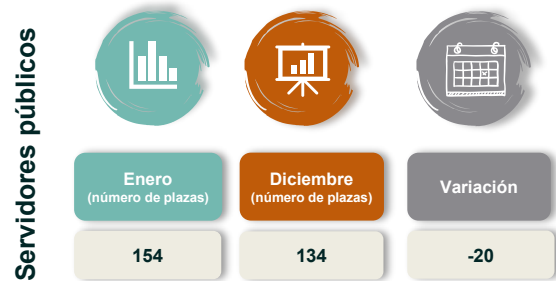 Servidores públicos
Enero
(número de plazas)
Diciembre
(número de plazas)
Variación
154
134
-20